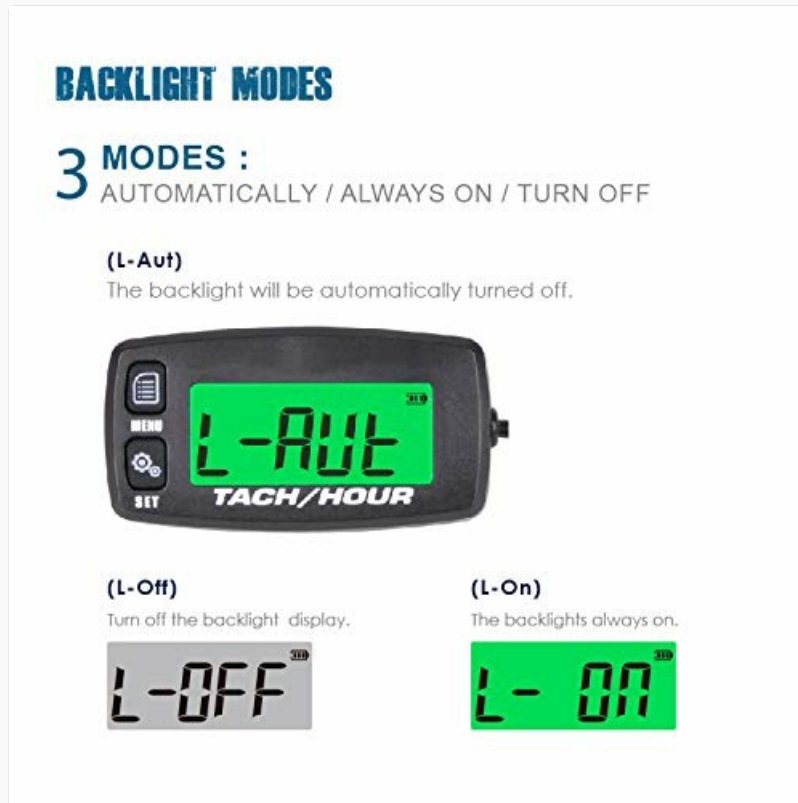 BACKLIGHT MODES
3 MODES :
AUTOMATICALLY / ALWAYS ON / TURN OFF
(L-Aut)
The backlight will be automatically turned off.
MENU
L-AUt
SET
TACH/HOUR
(L-Off)
Turn off the backlight display.
L-OFF
(L-On)
The backlights always on.
L- On